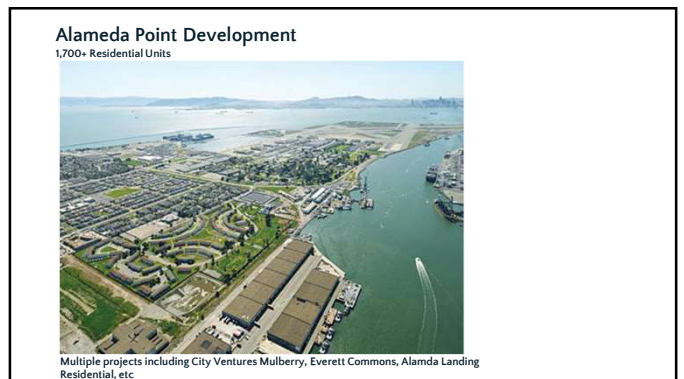 Alameda Point Development
1,700+ Residential Units
Multiple projects including City Ventures Mulberry, Everett Commons, Alamda Landing
Residential, etc